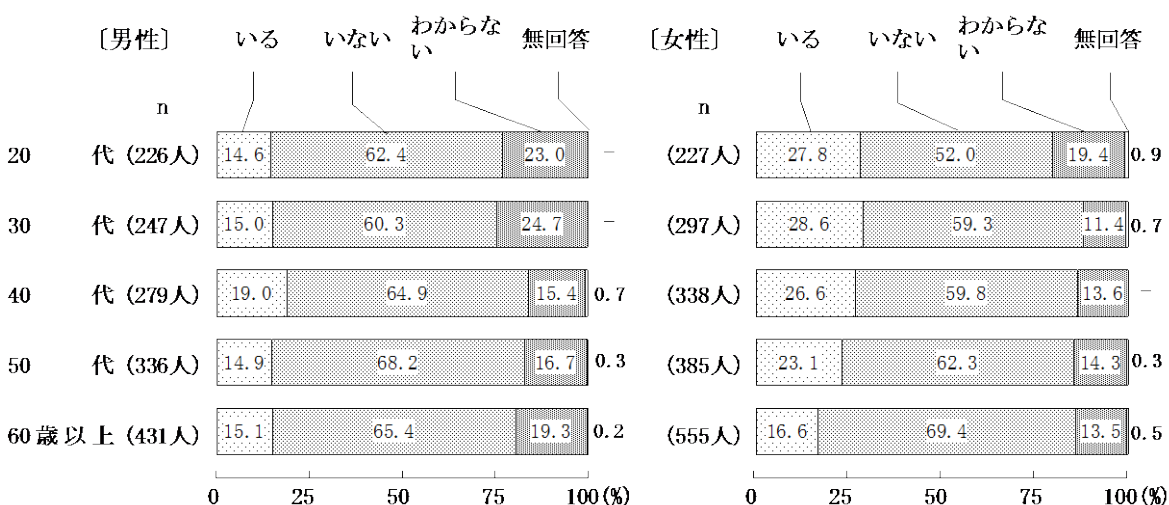 〔男性〕 いる いない わからない 無回答 〔女性〕 いる いない わからない 無回答
n n
20 代 (226人) 14.6 62.4 23.0 － (227人) 27.8 52.0 19.4 0.9
30 代 (247人) 15.0 60.3 24.7 － (297人) 28.6 59.3 11.4 0.7
40 代 (279人) 19.0 64.9 15.4 0.7 (338人) 26.6 59.8 13.6 －
50 代 (336人) 14.9 68.2 16.7 0.3 (385人) 23.1 62.3 14.3 0.3
60歳以上 (431人) 15.1 65.4 19.3 0.2 (555人) 16.6 69.4 13.5 0.5
0 25 50 75 100(%) 0 25 50 75 100(%)